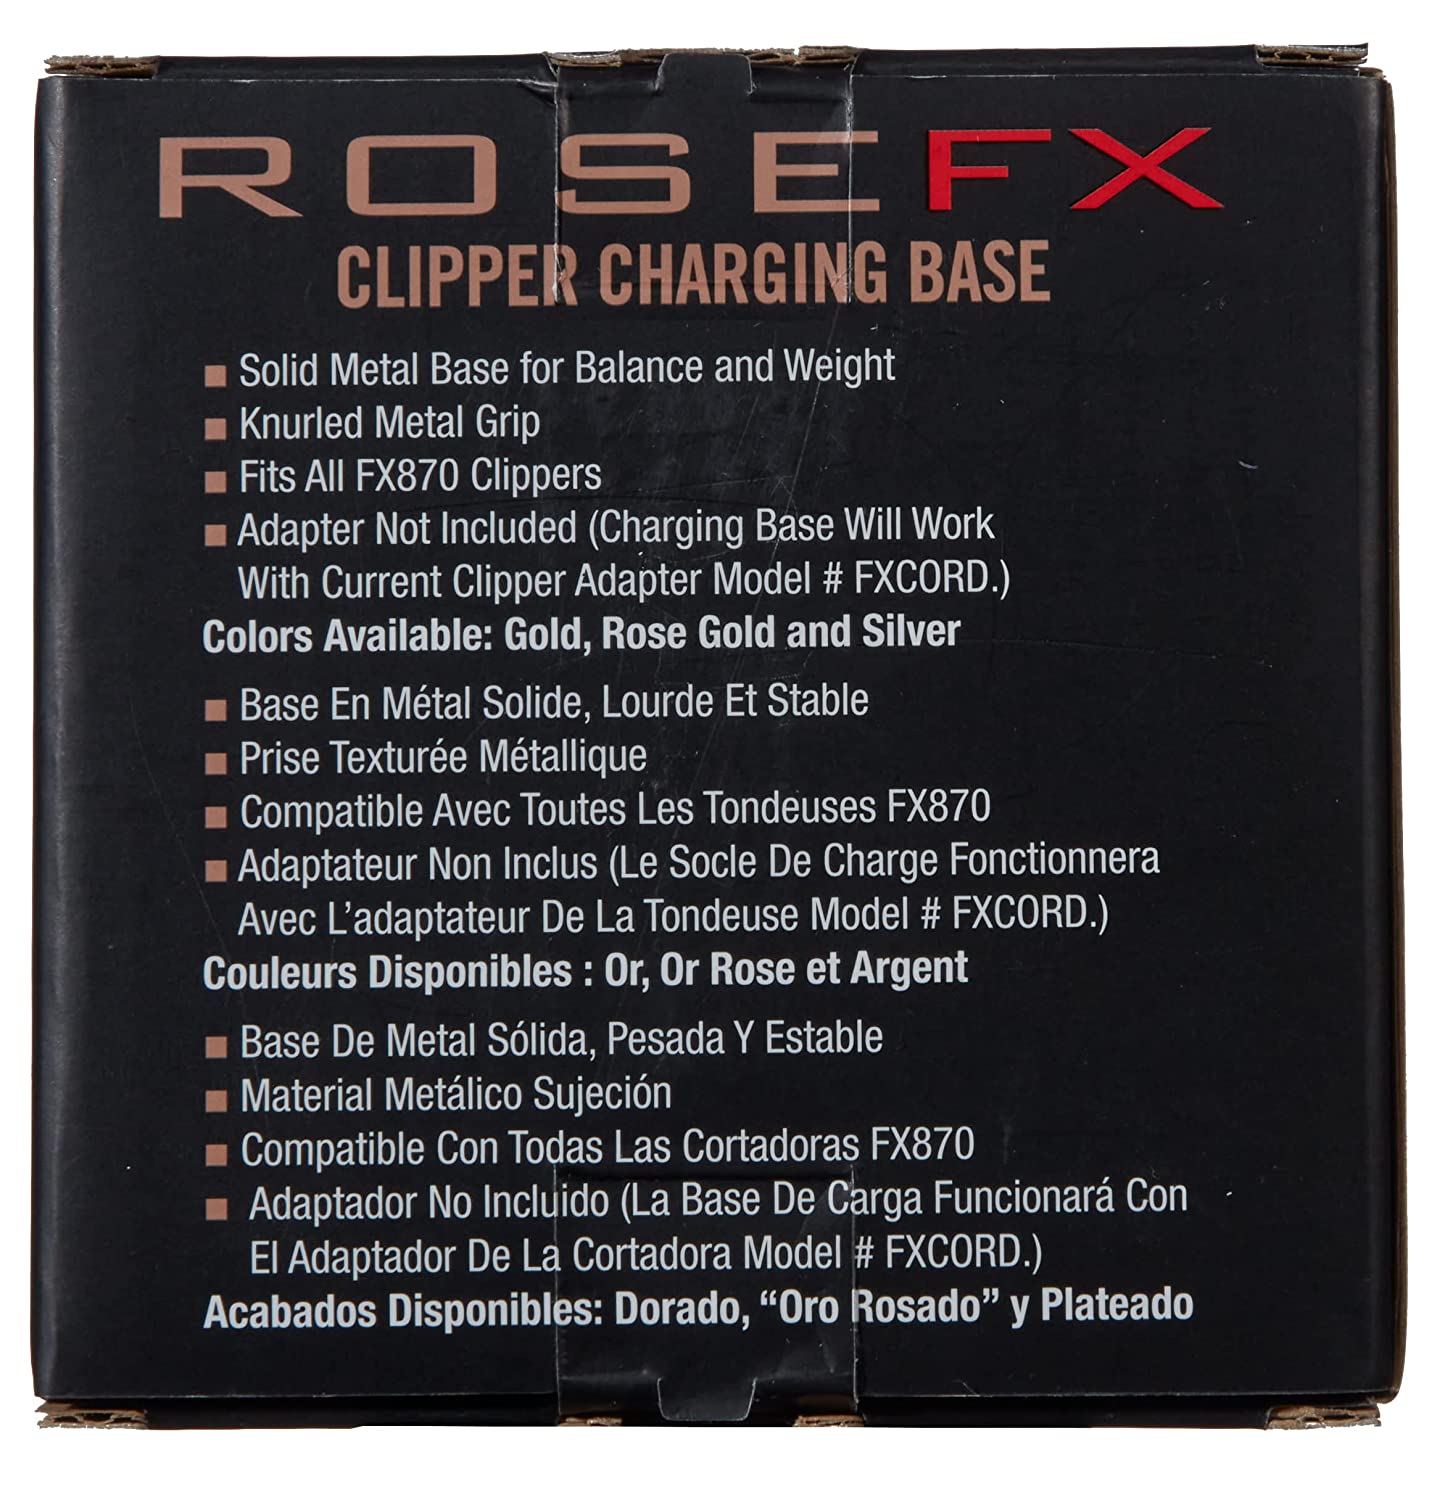 ROSEFX
CLIPPER CHARGING BASE
Solid Metal Base for Balance and Weight
Knurled Metal Grip
Fits All FX870 Clippers
Adapter Not Included (Charging Base Will Work
With Current Clipper Adapter Model # FXCORD.)
Colors Available: Gold, Rose Gold and Silver
Base En Métal Solide, Lourde Et Stable
Prise Texturée Métallique
Compatible Avec Toutes Les Tondeuses FX870
Adaptateur Non Inclus (Le Socle De Charge Fonctionnera
Avec L’adaptateur De La Tondeuse Model # FXCORD.)
Couleurs Disponibles : Or, Or Rose et Argent
Base De Metal Sólida, Pesada Y Estable
Material Metálico Sujeción
Compatible Con Todas Las Cortadoras FX870
Adaptador No Incluido (La Base De Carga Funcionará Con
El Adaptador De La Cortadora Model # FXCORD.)
Acabados Disponibles: Dorado, “Oro Rosado” y Plateado